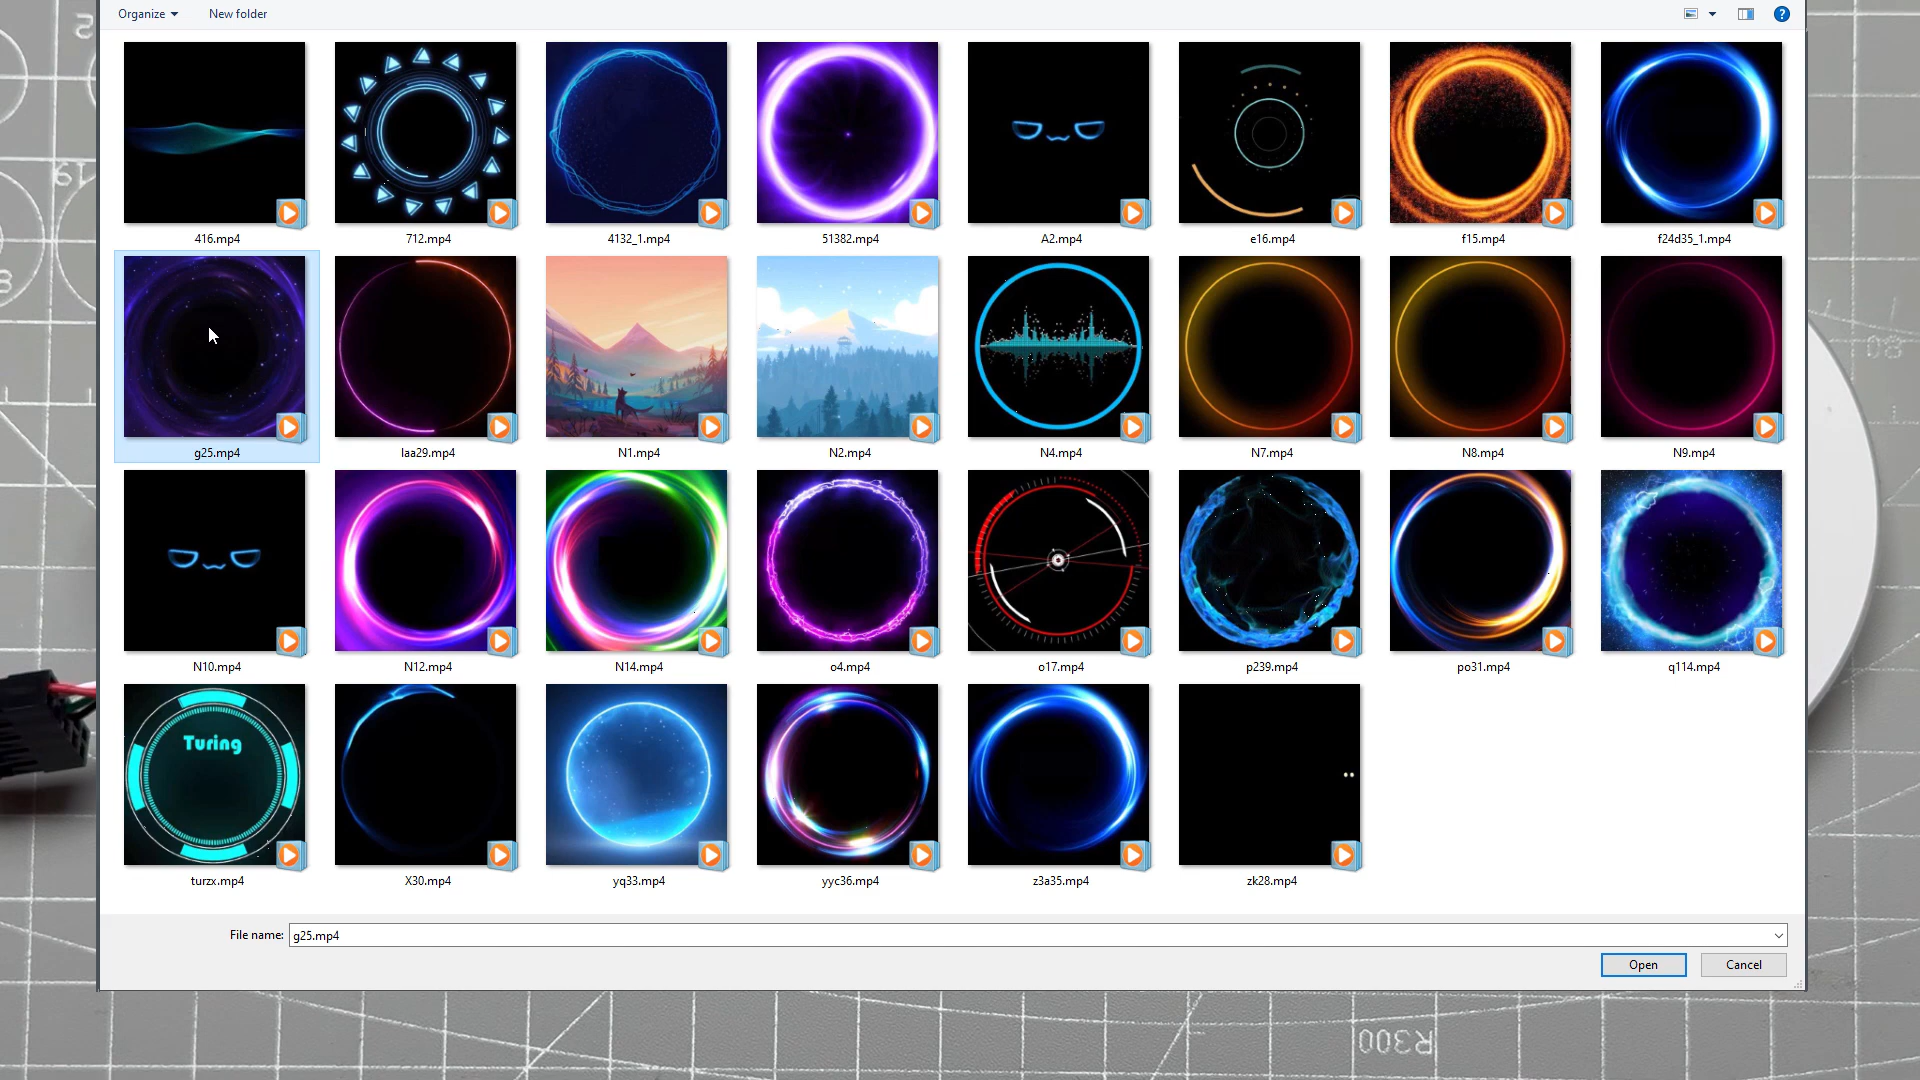 Organize
New folder
?
416.mp4
712.mp4
4132_1.mp4
51382.mp4
A2.mp4
e16.mp4
f15.mp4
f24d35_1.mp4
g25.mp4
laa29.mp4
N1.mp4
N2.mp4
N4.mp4
N7.mp4
N8.mp4
N9.mp4
N10.mp4
N12.mp4
N14.mp4
o4.mp4
o17.mp4
p239.mp4
po31.mp4
q114.mp4
Turing
turzx.mp4
X30.mp4
yq33.mp4
yyc36.mp4
z3a35.mp4
zk28.mp4
File name:
g25.mp4
Open
Cancel
R300